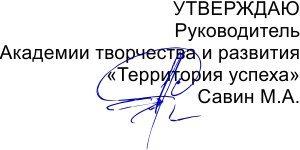 УТВЕРЖДАЮ
Руководитель
Академии творчества и развития
«Территория успеха»
Савин М.А.